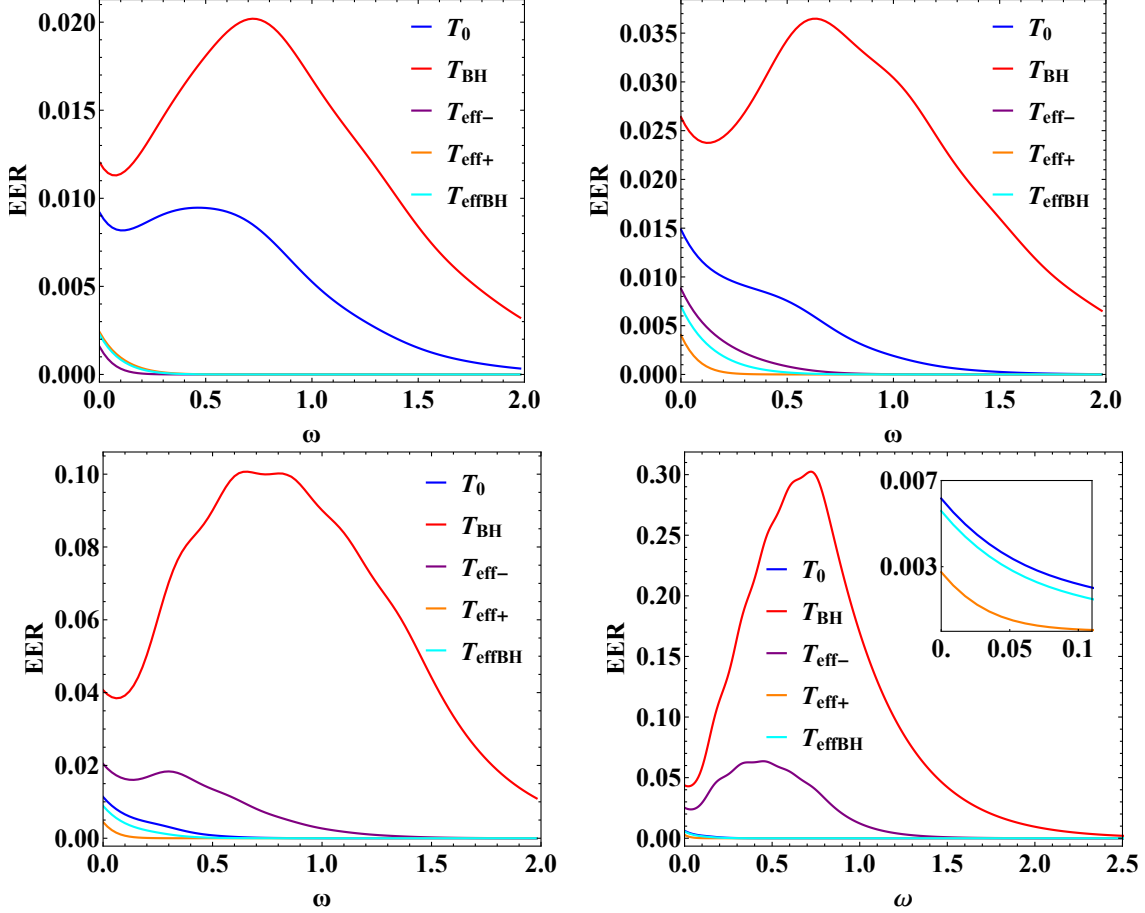 EER
0.020
0.015
0.010
0.005
0.000
T0
TBH
Teff−
Teff+
TeffBH
0.0 0.5 1.0 1.5 2.0
ω
EER
0.035
0.030
0.025
0.020
0.015
0.010
0.005
0.000
T0
TBH
Teff−
Teff+
TeffBH
0.0 0.5 1.0 1.5 2.0
ω
EER
0.10
0.08
0.06
0.04
0.02
0.00
T0
TBH
Teff−
Teff+
TeffBH
0.0 0.5 1.0 1.5 2.0
ω
EER
0.30
0.25
0.20
0.15
0.10
0.05
0.00
T0
TBH
Teff−
Teff+
TeffBH
0.007
0.003
0. 0.05 0.1
0.0 0.5 1.0 1.5 2.0 2.5
ω